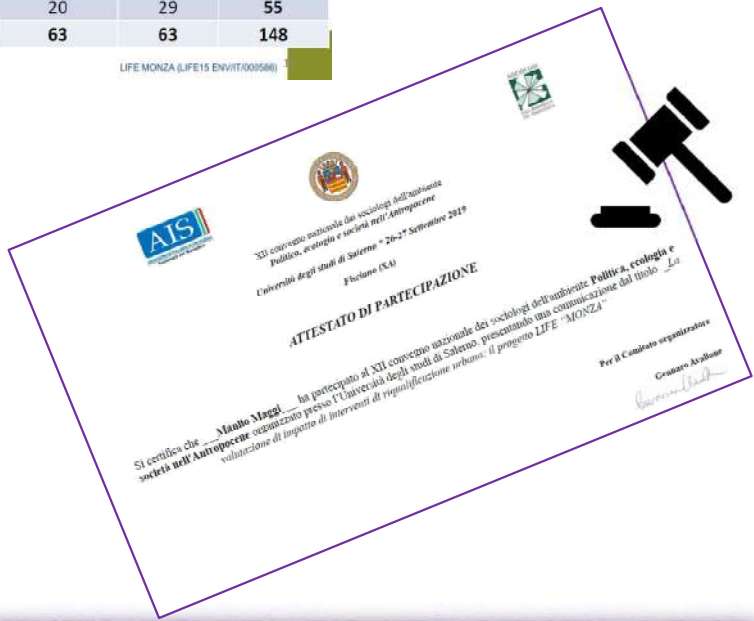 20 29 55
63 63 148
LIFE MONZA (LIFE15 ENV/IT/000586)
AIS
XII convegno nazionale dei sociologi dell'ambiente
Politica, ecologia e società nell'Antropocene
Università degli studi di Salerno * 26-27 Settembre 2019
Fisciano (SA)
ATTESTATO DI PARTECIPAZIONE
Si certifica che __Manlio Maggi__ ha partecipato al XII convegno nazionale dei sociologi dell'ambiente Politica, ecologia e
società nell'Antropocene organizzato presso l'Università degli studi di Salerno, presentando una comunicazione dal titolo _La
valutazione di impatto di interventi di riqualificazione urbana: il progetto LIFE "MONZA"
Per il Comitato organizzatore
Gennaro Avallone